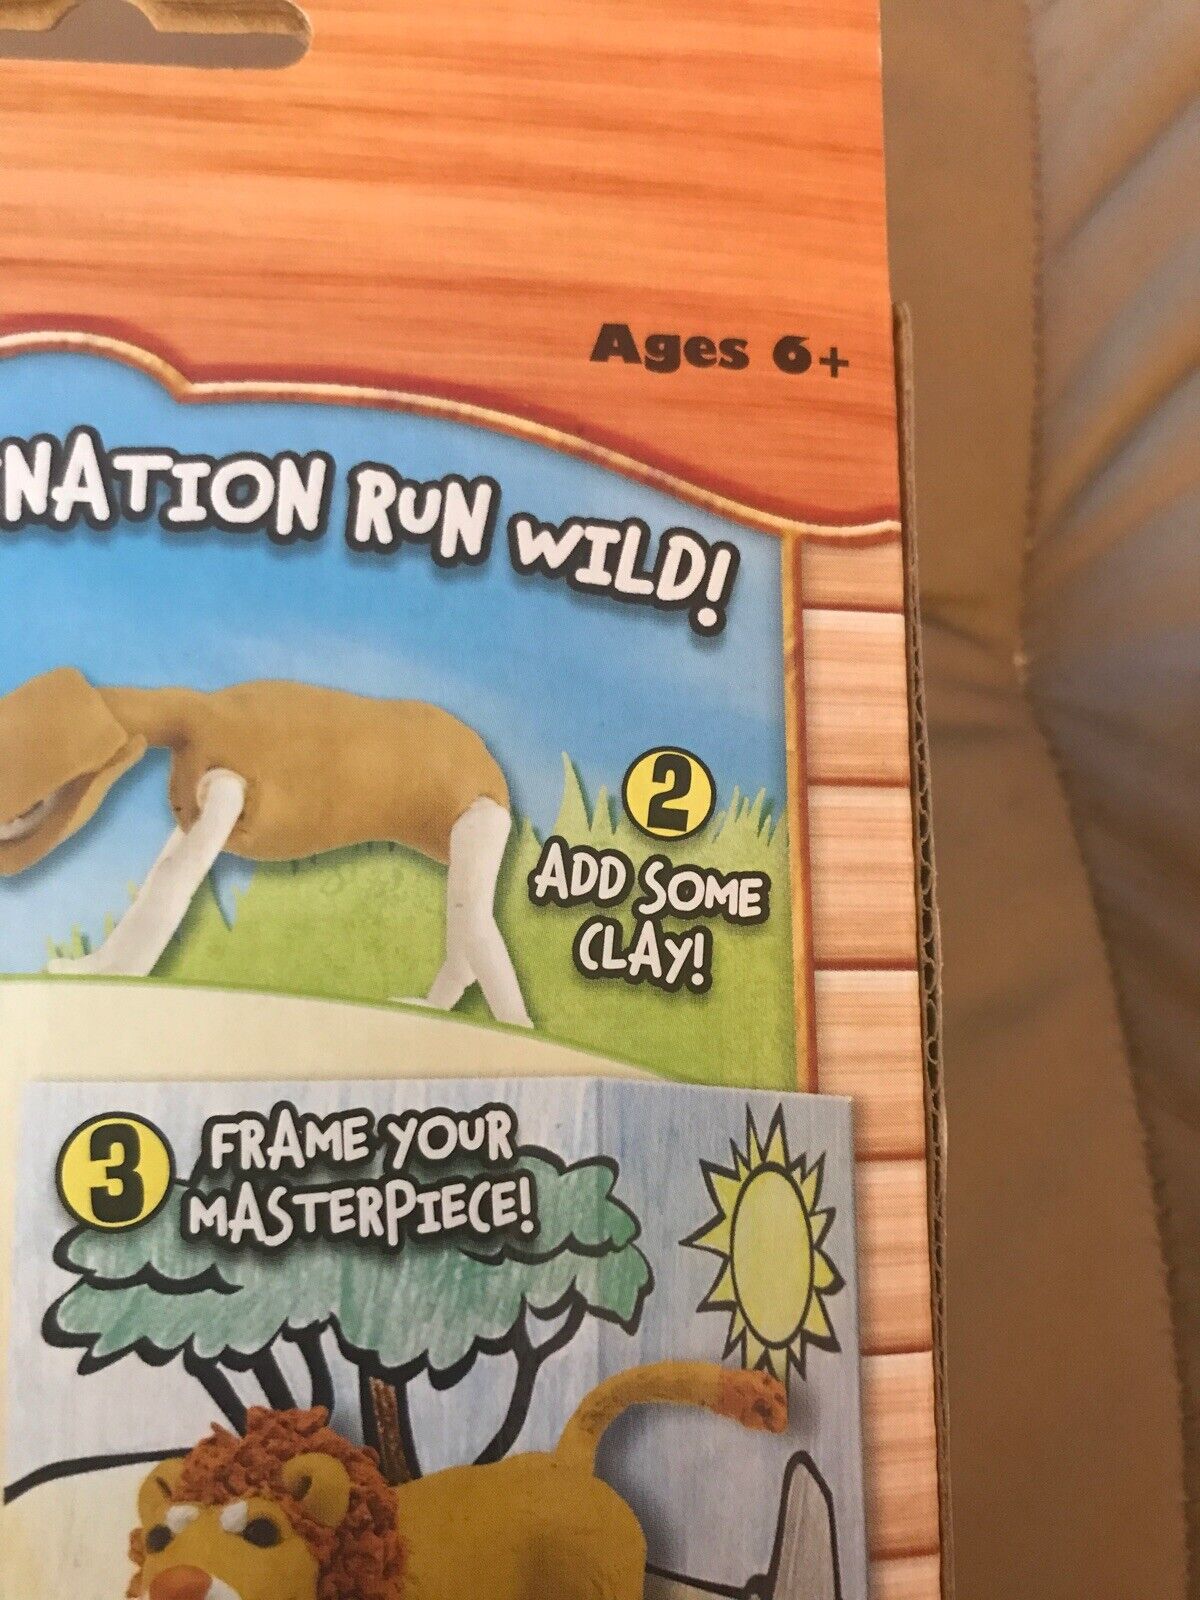 Ages 6+
NATION RUN WILD!
2
ADD SOME
CLAY!
3
FRAME YOUR
MASTERPIECE!